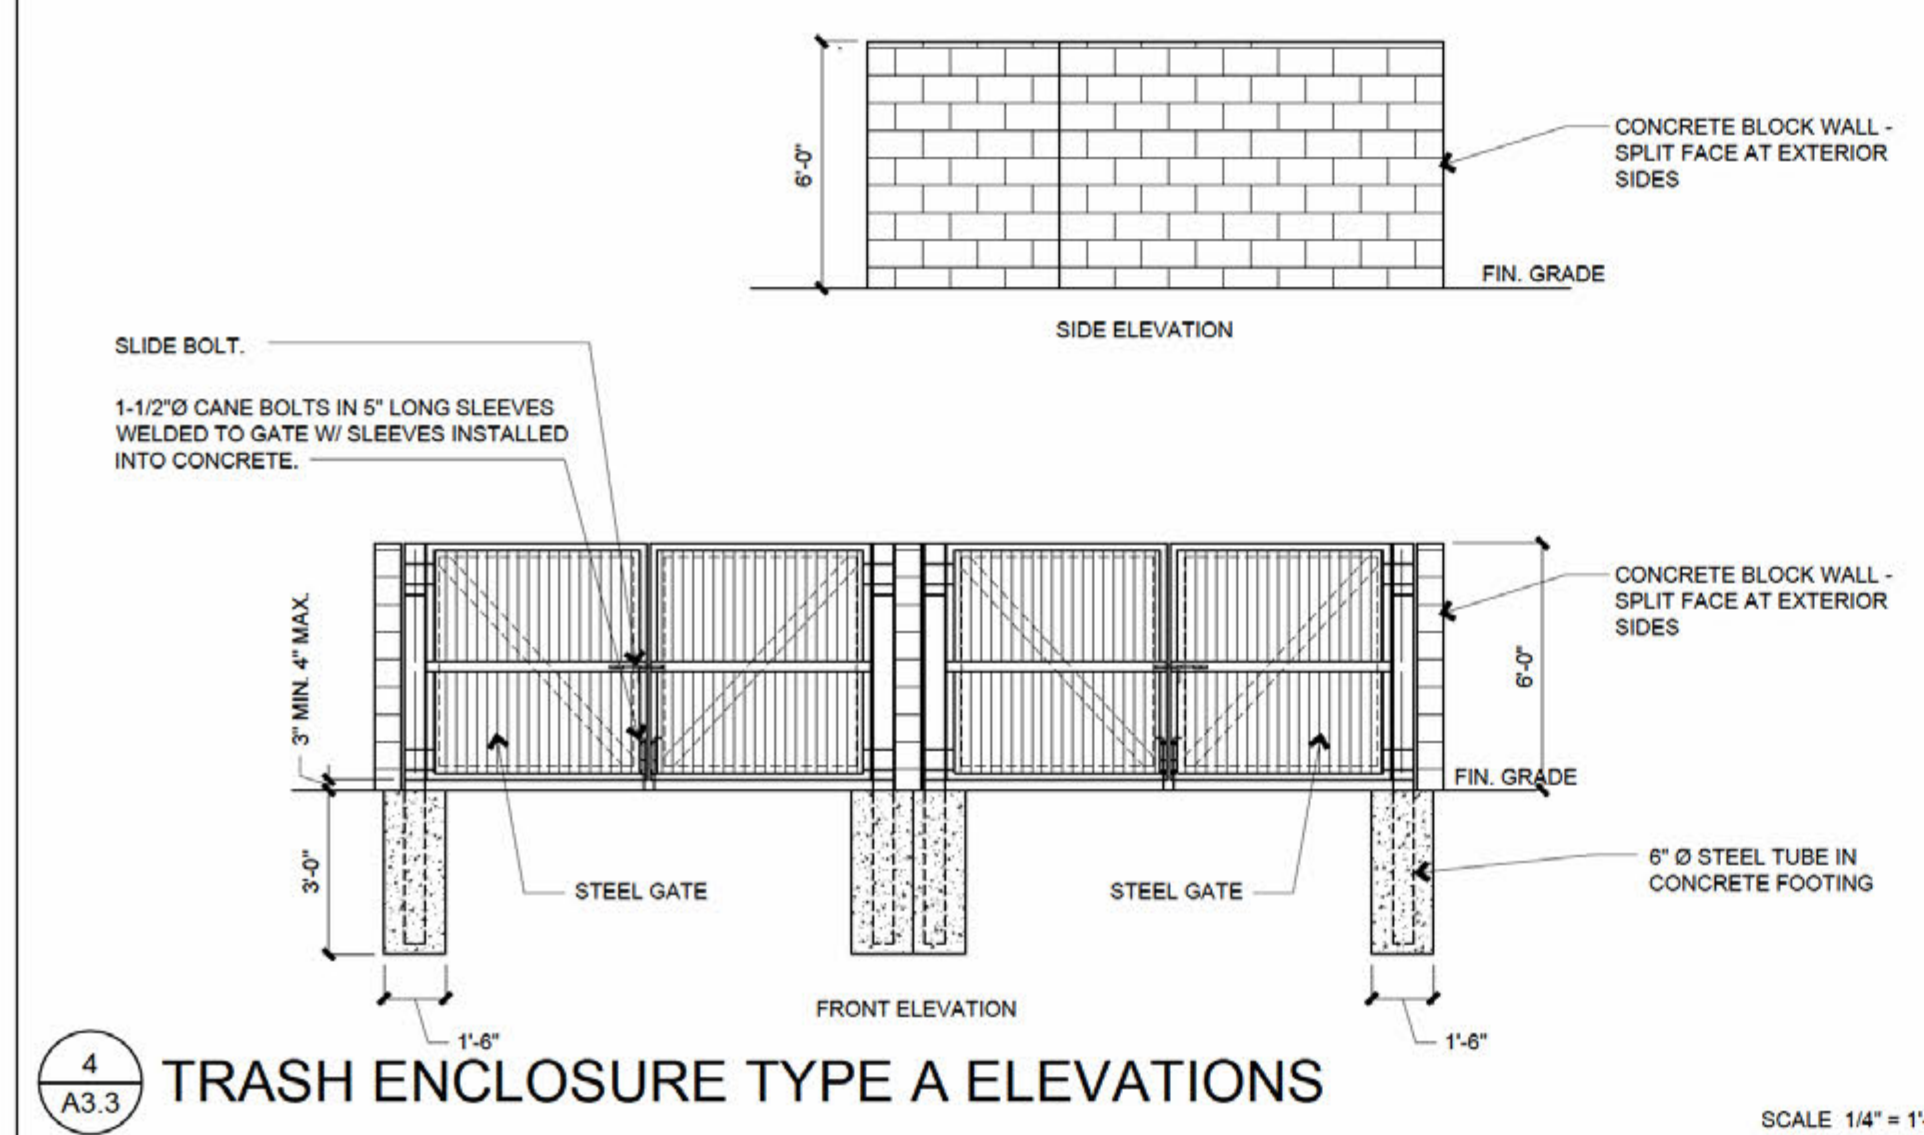 6'-0"
CONCRETE BLOCK WALL -
SPLIT FACE AT EXTERIOR
SIDES
FIN. GRADE
SIDE ELEVATION
SLIDE BOLT.
1-1/2"Ø CANE BOLTS IN 5" LONG SLEEVES
WELDED TO GATE W/ SLEEVES INSTALLED
INTO CONCRETE.
3" MIN. 4" MAX.
CONCRETE BLOCK WALL -
SPLIT FACE AT EXTERIOR
SIDES
6'-0"
FIN. GRADE
3'-0"
STEEL GATE
STEEL GATE
6" Ø STEEL TUBE IN
CONCRETE FOOTING
FRONT ELEVATION
1'-6"
1'-6"
4
A3.3
TRASH ENCLOSURE TYPE A ELEVATIONS
SCALE 1/4" = 1'-